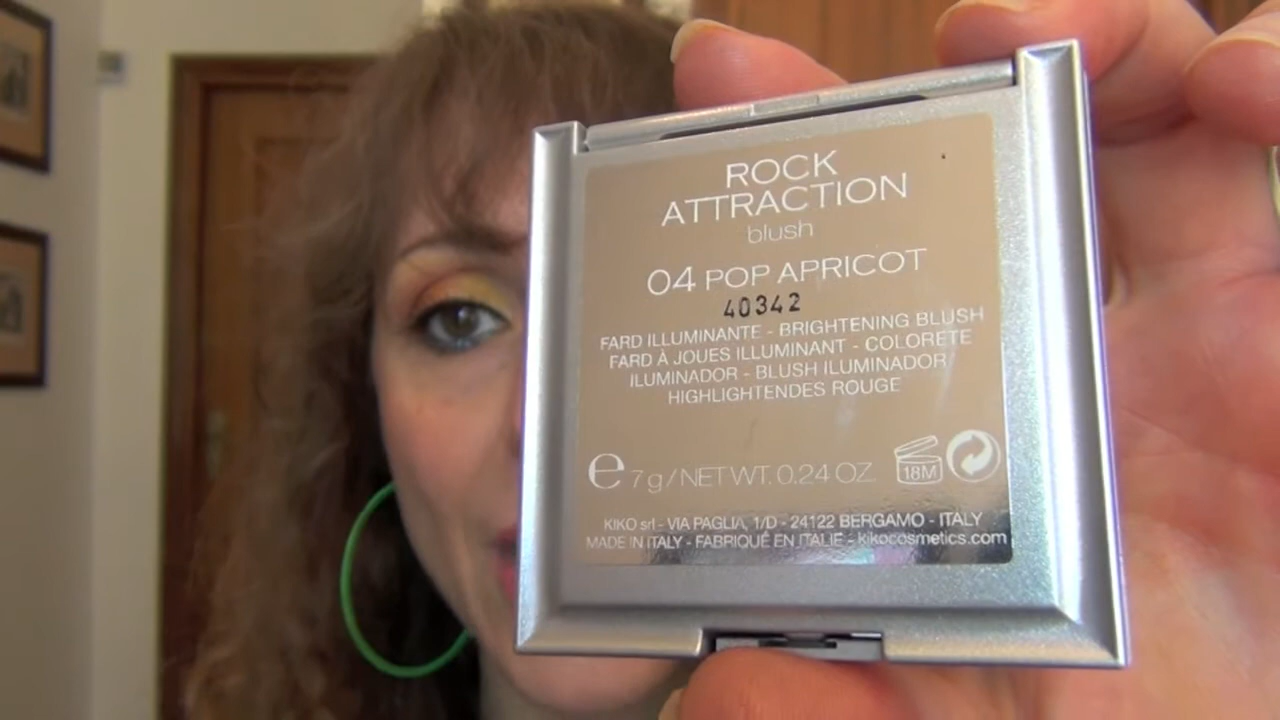 ROCK
ATTRACTION
blush
04 POP APRICOT
40342
FARD ILLUMINANTE - BRIGHTENING BLUSH
FARD À JOUES ILLUMINANT - COLORETE
ILUMINADOR - BLUSH ILUMINADOR
HIGHLIGHTENDES ROUGE
e 7g/NET WT. 0.24 OZ. 18M
KIKO srl - VIA PAGLIA, 1/D - 24122 BERGAMO - ITALY
MADE IN ITALY - FABRIQUÉ EN ITALIE - kikocosmetics.com